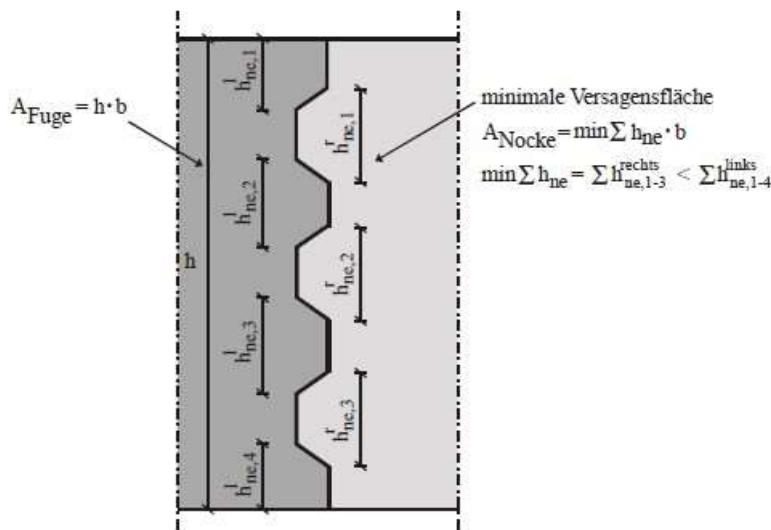 A_Fuge = h · b
h
h^l_ne,1
h^l_ne,2
h^l_ne,3
h^l_ne,4
h^r_ne,1
h^r_ne,2
h^r_ne,3
minimale Versagensfläche
A_Nocke = min∑ h_ne · b
min∑ h_ne = ∑h^rechts_ne,1-3 < ∑h^links_ne,1-4